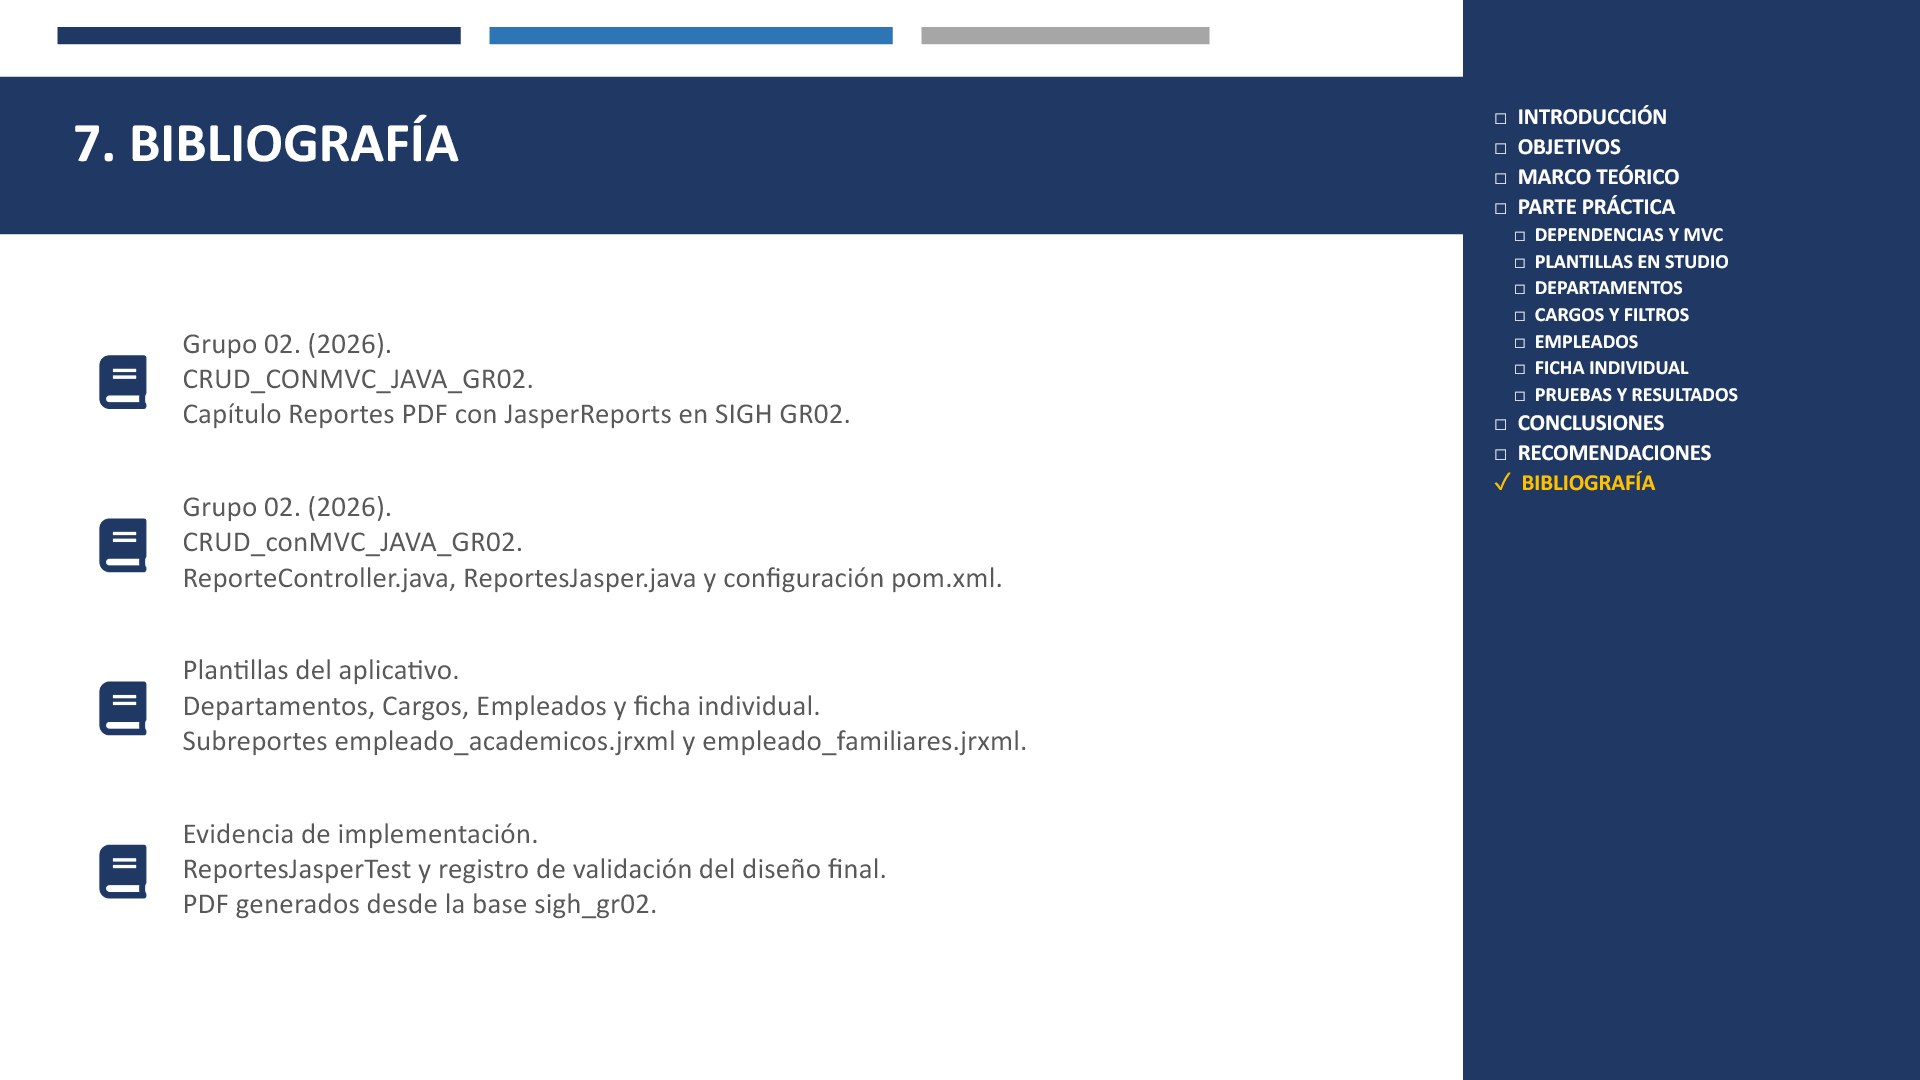 7. BIBLIOGRAFÍA
Grupo 02. (2026).
CRUD_CONMVC_JAVA_GR02.
Capítulo Reportes PDF con JasperReports en SIGH GR02.
Grupo 02. (2026).
CRUD_conMVC_JAVA_GR02.
ReporteController.java, ReportesJasper.java y configuración pom.xml.
Plantillas del aplicativo.
Departamentos, Cargos, Empleados y ficha individual.
Subreportes empleado_academicos.jrxml y empleado_familiares.jrxml.
Evidencia de implementación.
ReportesJasperTest y registro de validación del diseño final.
PDF generados desde la base sigh_gr02.
□ INTRODUCCIÓN
□ OBJETIVOS
□ MARCO TEÓRICO
□ PARTE PRÁCTICA
□ DEPENDENCIAS Y MVC
□ PLANTILLAS EN STUDIO
□ DEPARTAMENTOS
□ CARGOS Y FILTROS
□ EMPLEADOS
□ FICHA INDIVIDUAL
□ PRUEBAS Y RESULTADOS
□ CONCLUSIONES
□ RECOMENDACIONES
✓ BIBLIOGRAFÍA